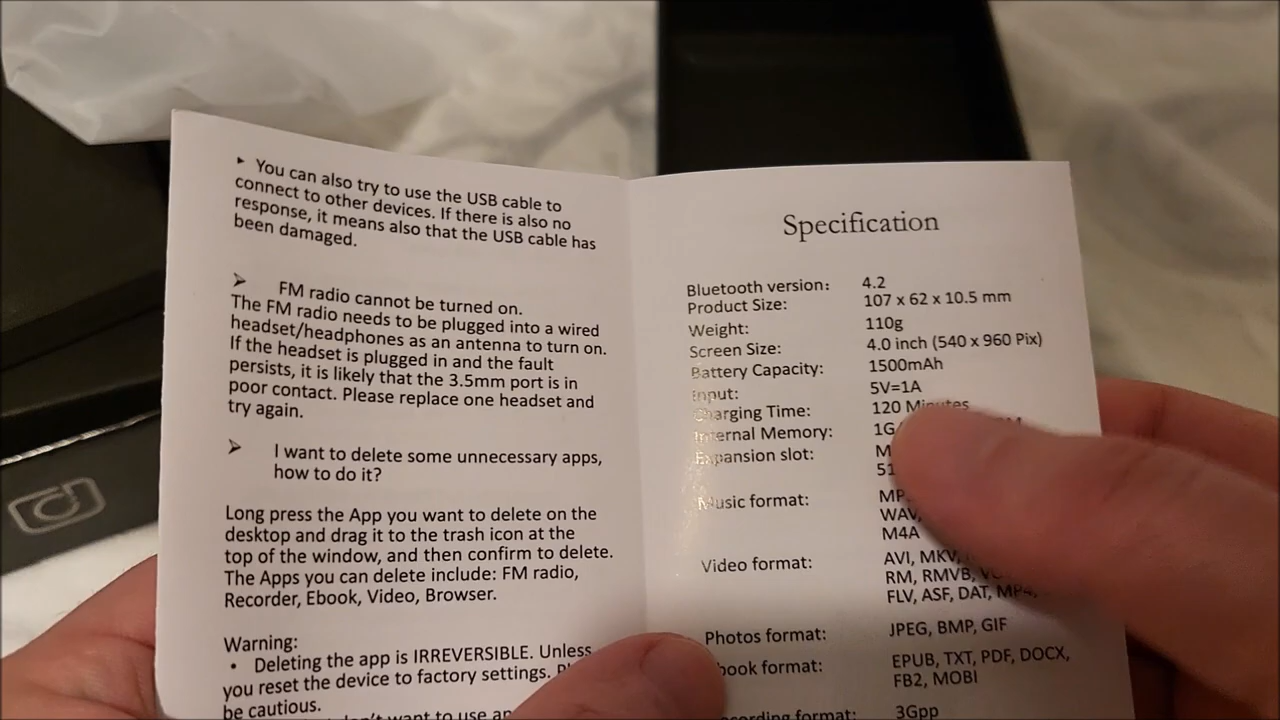 ▸ You can also try to use the USB cable to
connect to other devices. If there is also no
response, it means also that the USB cable has
been damaged.
➢ FM radio cannot be turned on.
The FM radio needs to be plugged into a wired
headset/headphones as an antenna to turn on.
If the headset is plugged in and the fault
persists, it is likely that the 3.5mm port is in
poor contact. Please replace one headset and
try again.
➢ I want to delete some unnecessary apps,
how to do it?
Long press the App you want to delete on the
desktop and drag it to the trash icon at the
top of the window, and then confirm to delete.
The Apps you can delete include: FM radio,
Recorder, Ebook, Video, Browser.
Warning:
• Deleting the app is IRREVERSIBLE. Unless
you reset the device to factory settings.
be cautious.
don't want to use
Specification
Bluetooth version: 4.2
Product Size: 107 x 62 x 10.5 mm
Weight: 110g
Screen Size: 4.0 inch (540 x 960 Pix)
Battery Capacity: 1500mAh
Input: 5V=1A
Charging Time: 120 Minutes
Internal Memory: 1G
Expansion slot:
Music format:
WAV,
M4A
Video format: AVI, MKV,
RM, RMVB,
FLV, ASF, DAT, MP4,
Photos format: JPEG, BMP, GIF
book format: EPUB, TXT, PDF, DOCX,
FB2, MOBI
format: 3Gpp